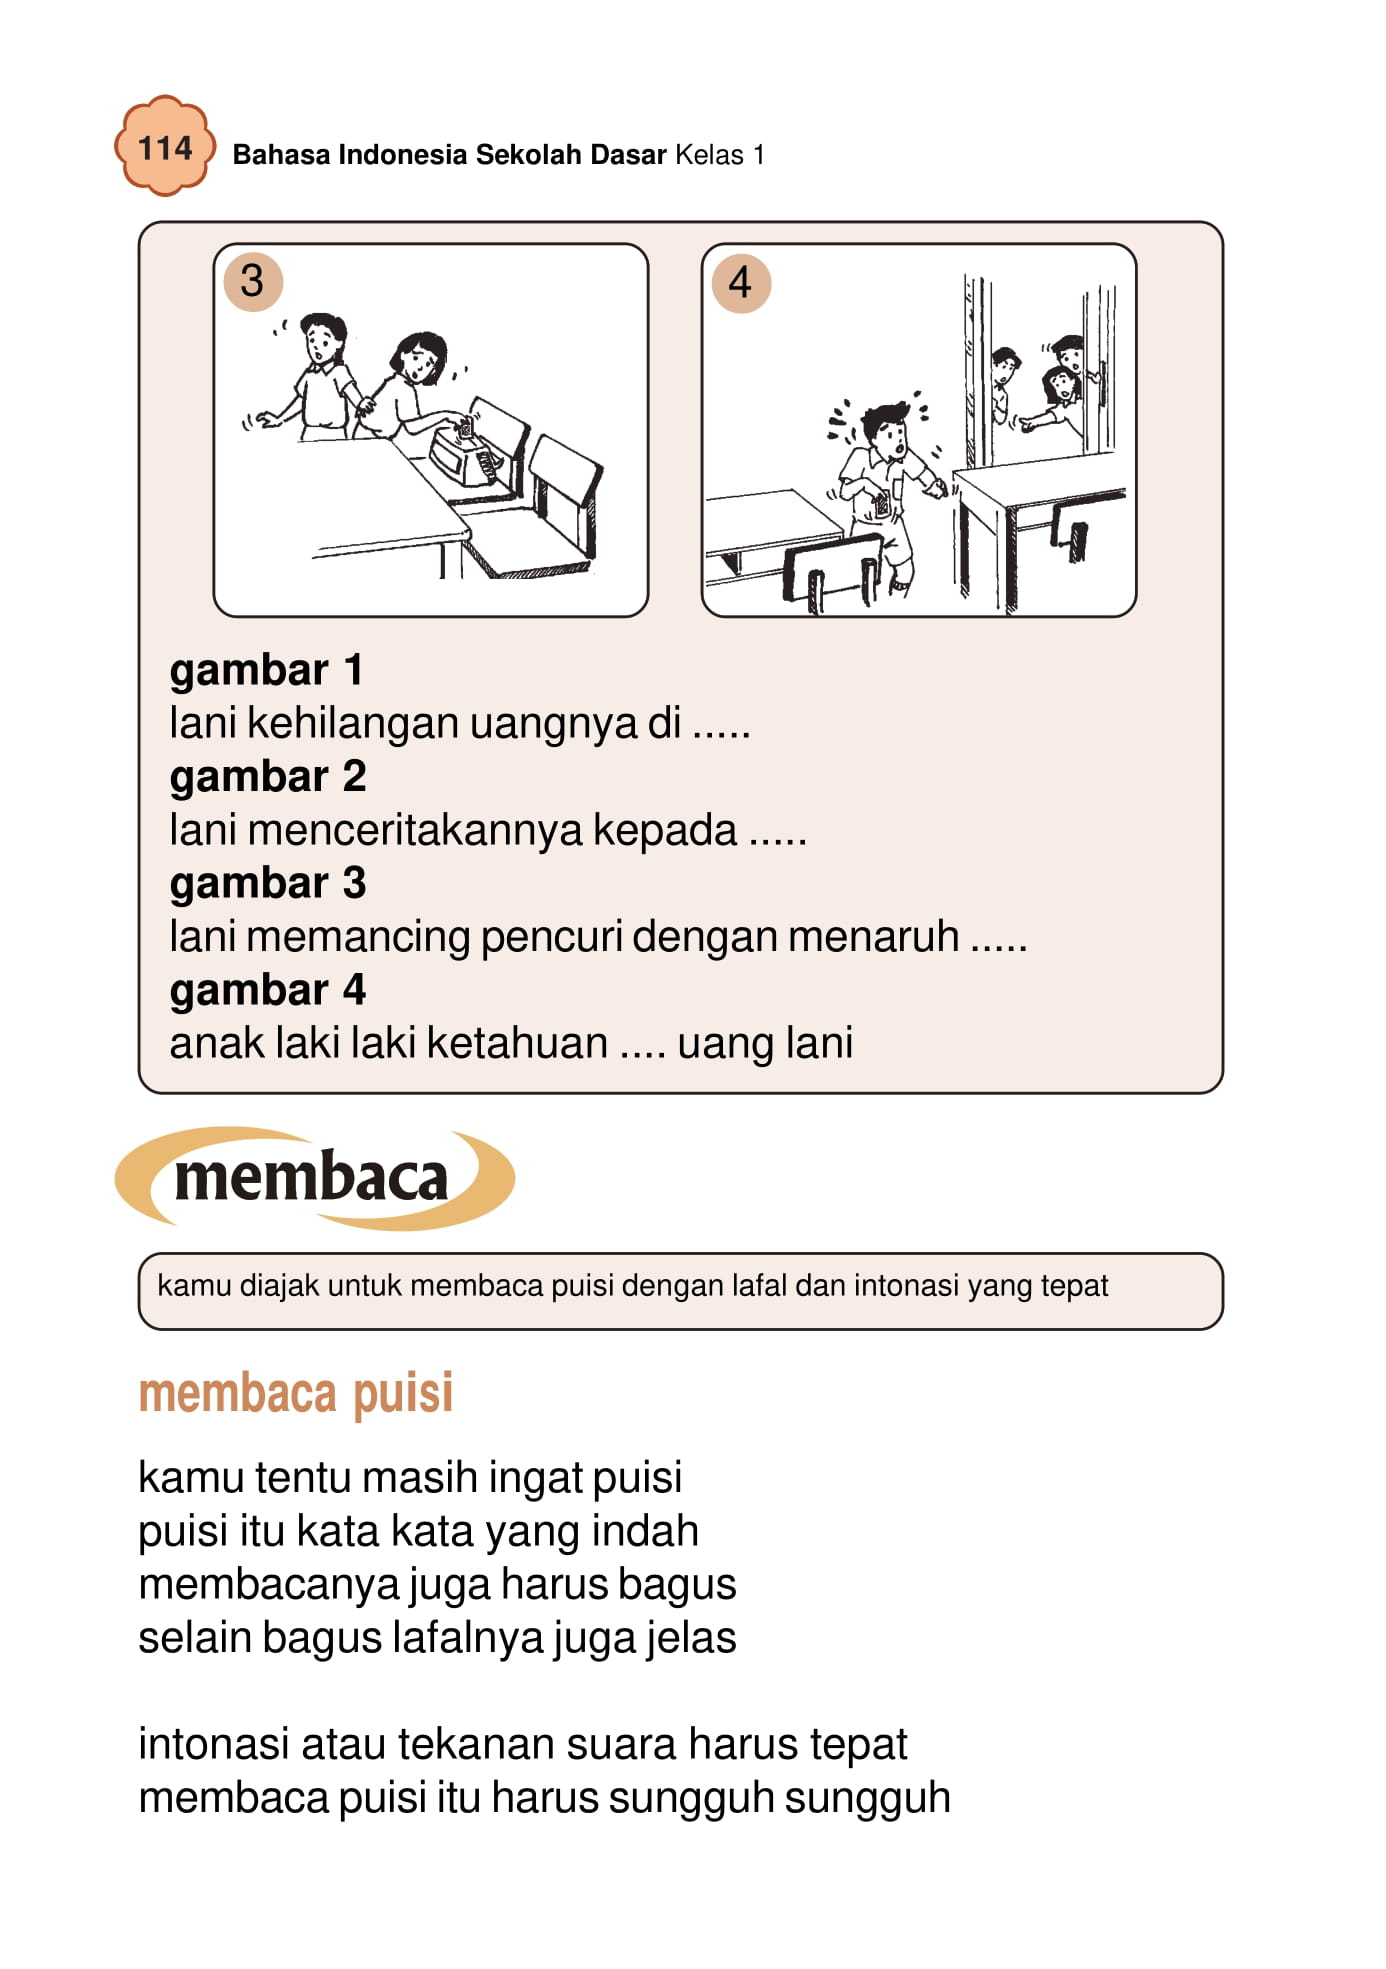 114
Bahasa Indonesia Sekolah Dasar Kelas 1
3
4
gambar 1
lani kehilangan uangnya di .....
gambar 2
lani menceritakannya kepada .....
gambar 3
lani memancing pencuri dengan menaruh .....
gambar 4
anak laki laki ketahuan .... uang lani
membaca
kamu diajak untuk membaca puisi dengan lafal dan intonasi yang tepat
membaca puisi
kamu tentu masih ingat puisi
puisi itu kata kata yang indah
membacanya juga harus bagus
selain bagus lafalnya juga jelas
intonasi atau tekanan suara harus tepat
membaca puisi itu harus sungguh sungguh